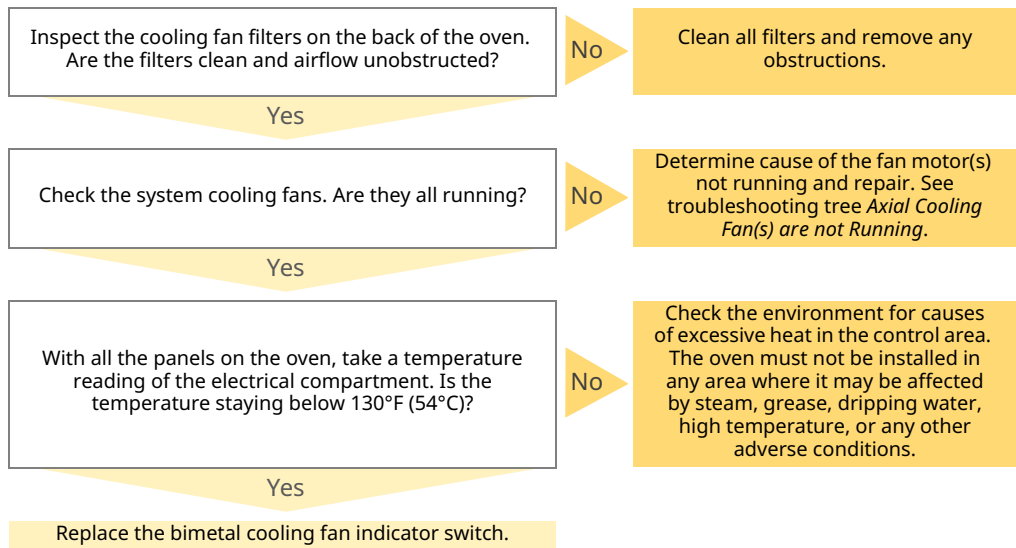 Inspect the cooling fan filters on the back of the oven.
Are the filters clean and airflow unobstructed?
No
Clean all filters and remove any
obstructions.
Yes
Check the system cooling fans. Are they all running?
No
Determine cause of the fan motor(s)
not running and repair. See
troubleshooting tree Axial Cooling
Fan(s) are not Running.
Yes
With all the panels on the oven, take a temperature
reading of the electrical compartment. Is the
temperature staying below 130°F (54°C)?
No
Check the environment for causes
of excessive heat in the control area.
The oven must not be installed in
any area where it may be affected
by steam, grease, dripping water,
high temperature, or any other
adverse conditions.
Yes
Replace the bimetal cooling fan indicator switch.